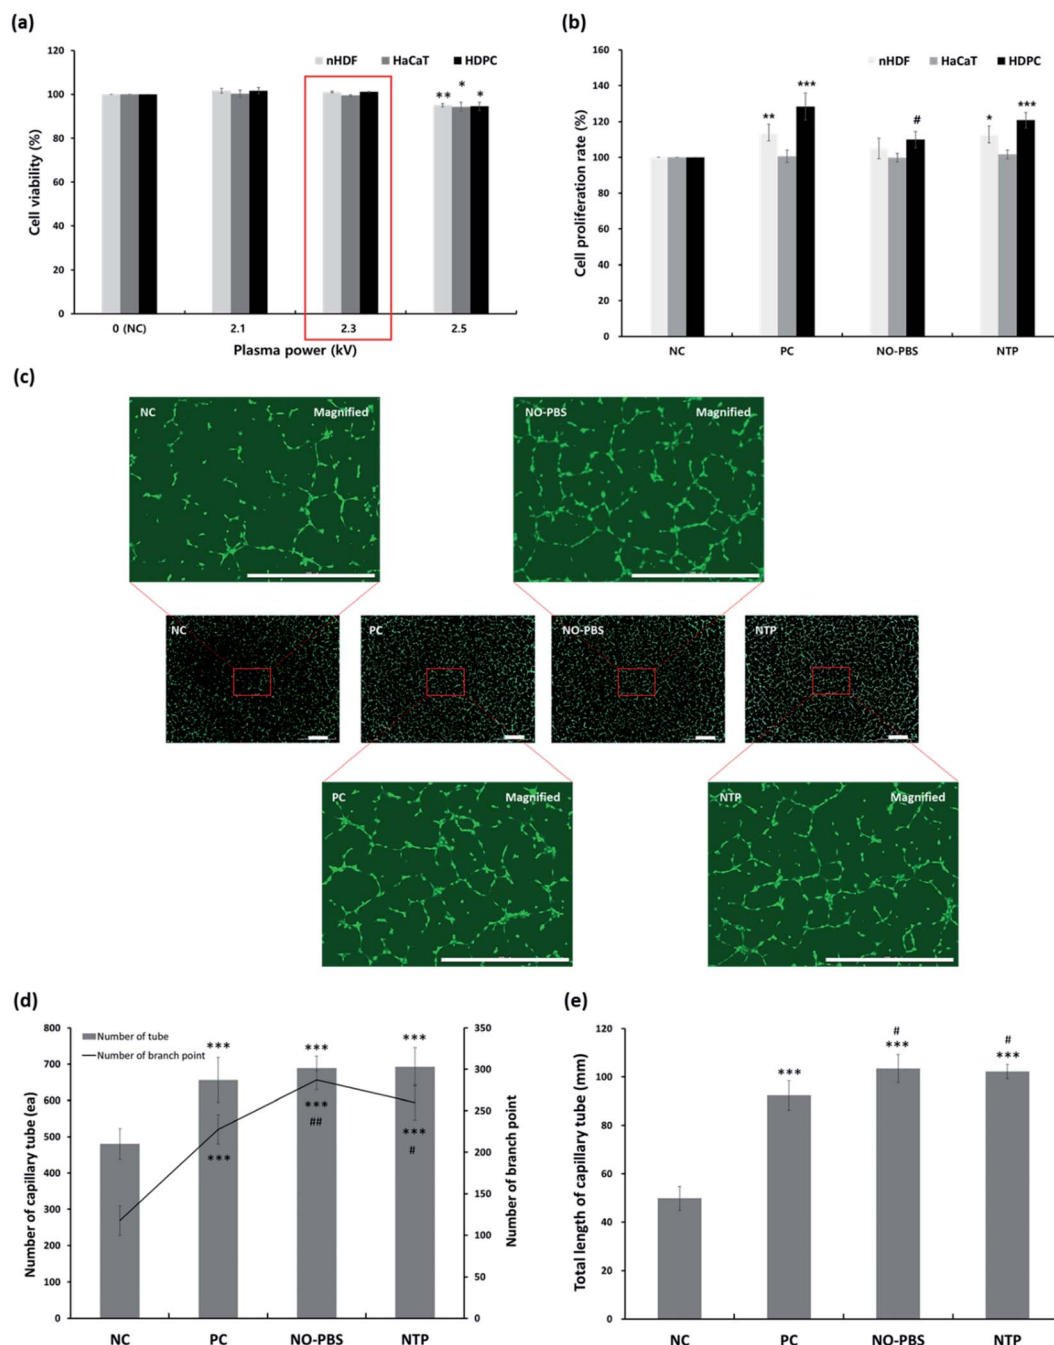 (a)
120
100
80
60
40
20
0
Cell viability (%)
nHDF HaCaT HDPC
** * *
0 (NC) 2.1 2.3 2.5
Plasma power (kV)
(b)
160
140
120
100
80
60
40
20
0
Cell proliferation rate (%)
nHDF HaCaT HDPC
** *** # * ***
NC PC NO-PBS NTP
(c)
NC Magnified
NO-PBS Magnified
NC PC NO-PBS NTP
PC Magnified
NTP Magnified
(d)
800
700
600
500
400
300
200
100
0
Number of capillary tube (ea)
Number of tube
Number of branch point
*** *** ***
*** *** ***
## #
350
300
250
200
150
100
50
0
Number of branch point
NC PC NO-PBS NTP
(e)
120
100
80
60
40
20
0
Total length of capillary tube (mm)
# #
*** *** ***
NC PC NO-PBS NTP